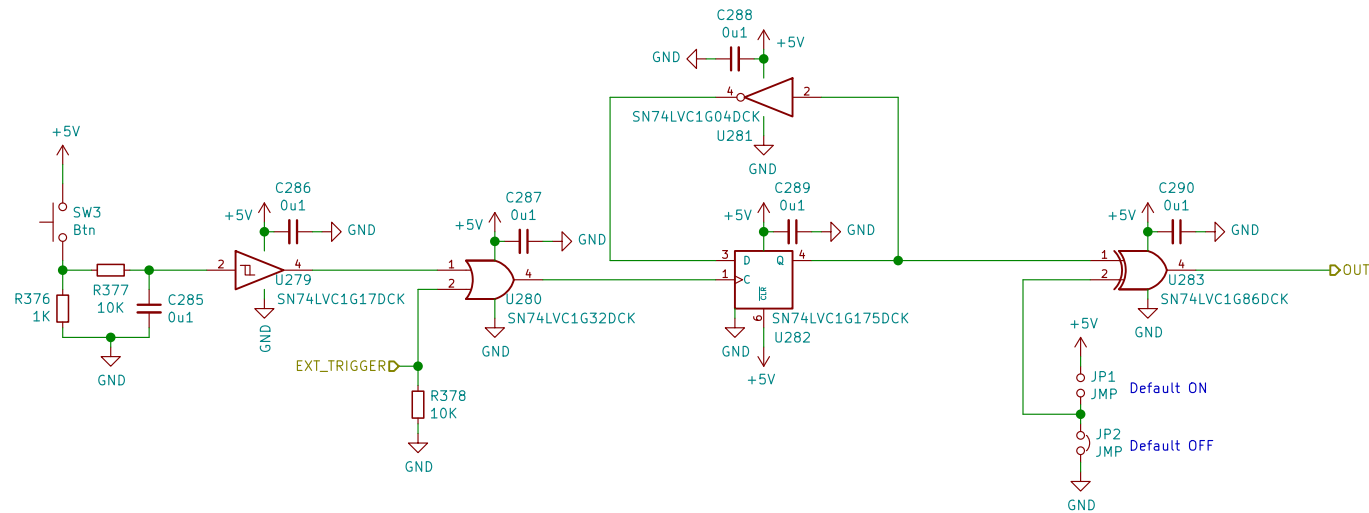 C288
0u1
+5V
GND
4
2
SN74LVC1G04DCK
U281
GND
+5V
SW3
Btn
R376
1K
R377
10K
C285
0u1
GND
C286
0u1
+5V
GND
2
4
U279
SN74LVC1G17DCK
GND
C287
0u1
+5V
GND
1
2
4
U280
SN74LVC1G32DCK
GND
EXT_TRIGGER
R378
10K
GND
C289
0u1
+5V
GND
3
D
Q
4
1
C
CLR
6
SN74LVC1G175DCK
U282
GND
+5V
C290
0u1
+5V
GND
1
2
4
U283
SN74LVC1G86DCK
GND
OUT
+5V
JP1
JMP
Default ON
JP2
JMP
Default OFF
GND